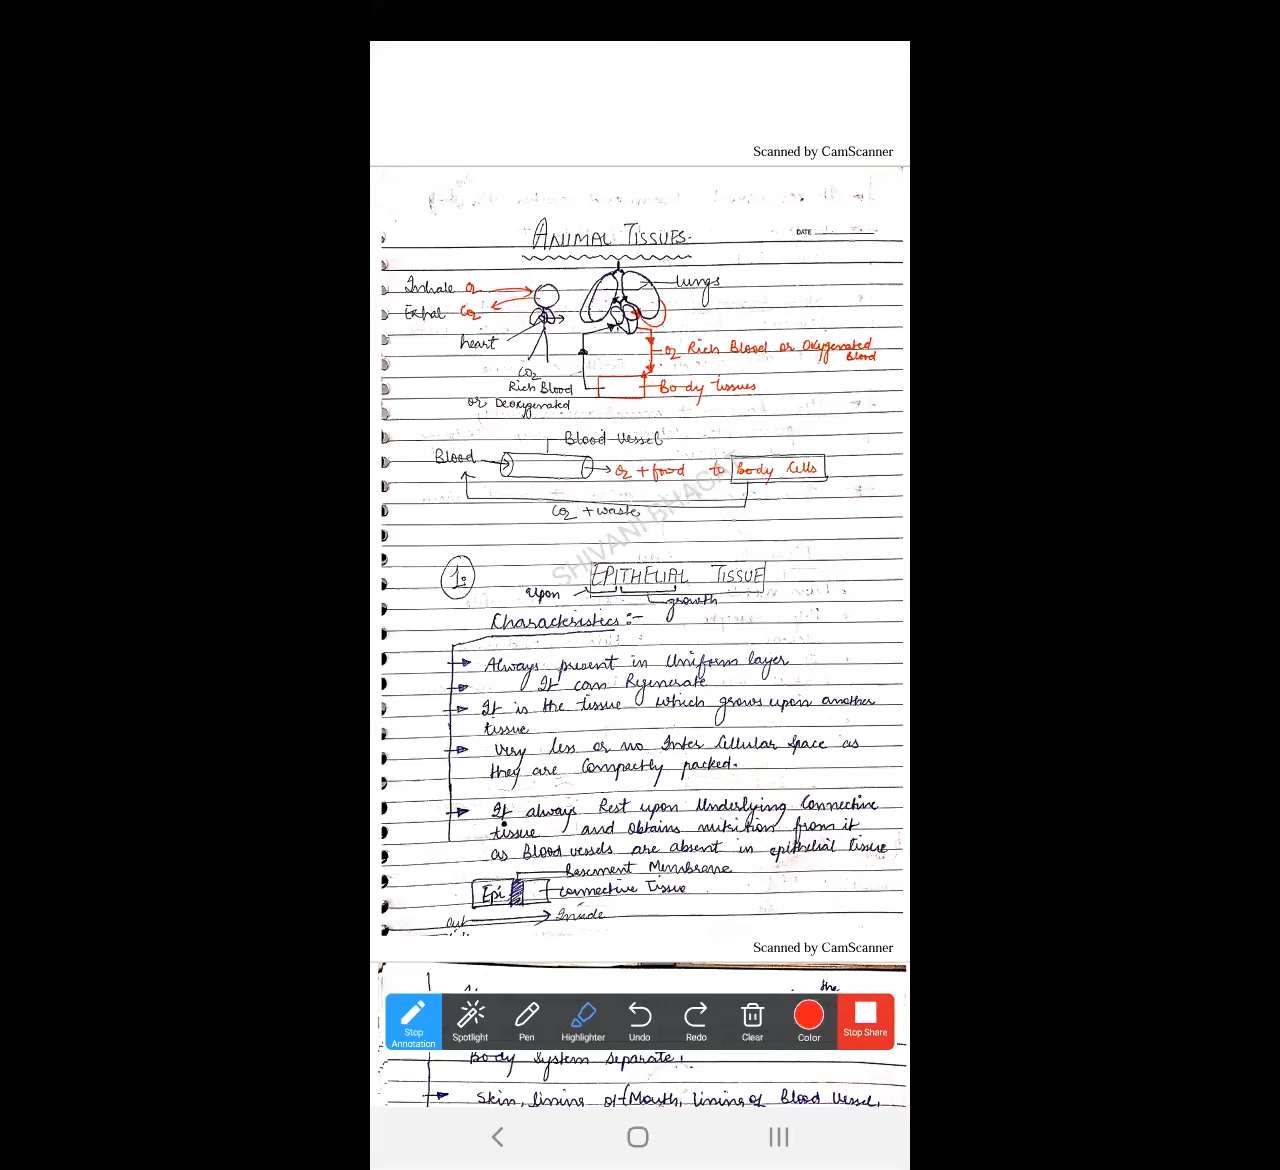 Scanned by CamScanner
ANIMAL TISSUES.
DATE
Inhale O2
Lungs
Exhal CO2
heart
O2 Rich Blood or Oxygenated
Blood
CO2
Rich Blood
Body tissues
or Deoxygenated
Blood Vessel
Blood
O2 + food to Body Cells
CO2 + waste
SHIVANI BHAGAT
1:
EPITHELIAL TISSUE
Upon
growth
Characteristics :-
Always present in Uniform layer
It can Regenerate
It is the tissue which grows upon another
tissue
Very less or no Inter Cellular Space as
they are Compactly packed.
It always Rest upon Underlying Connective
tissue and obtains nutrition from it
as Blood vessels are absent in epithelial tissue
Basement Membrane
Epi
Connective Tissue
out
Inside
Scanned by CamScanner
the
Stop Annotation
Spotlight
Pen
Highlighter
Undo
Redo
Clear
Color
Stop Share
Body System Separate.
Skin, lining of (Mouth, lining of Blood Vessel,